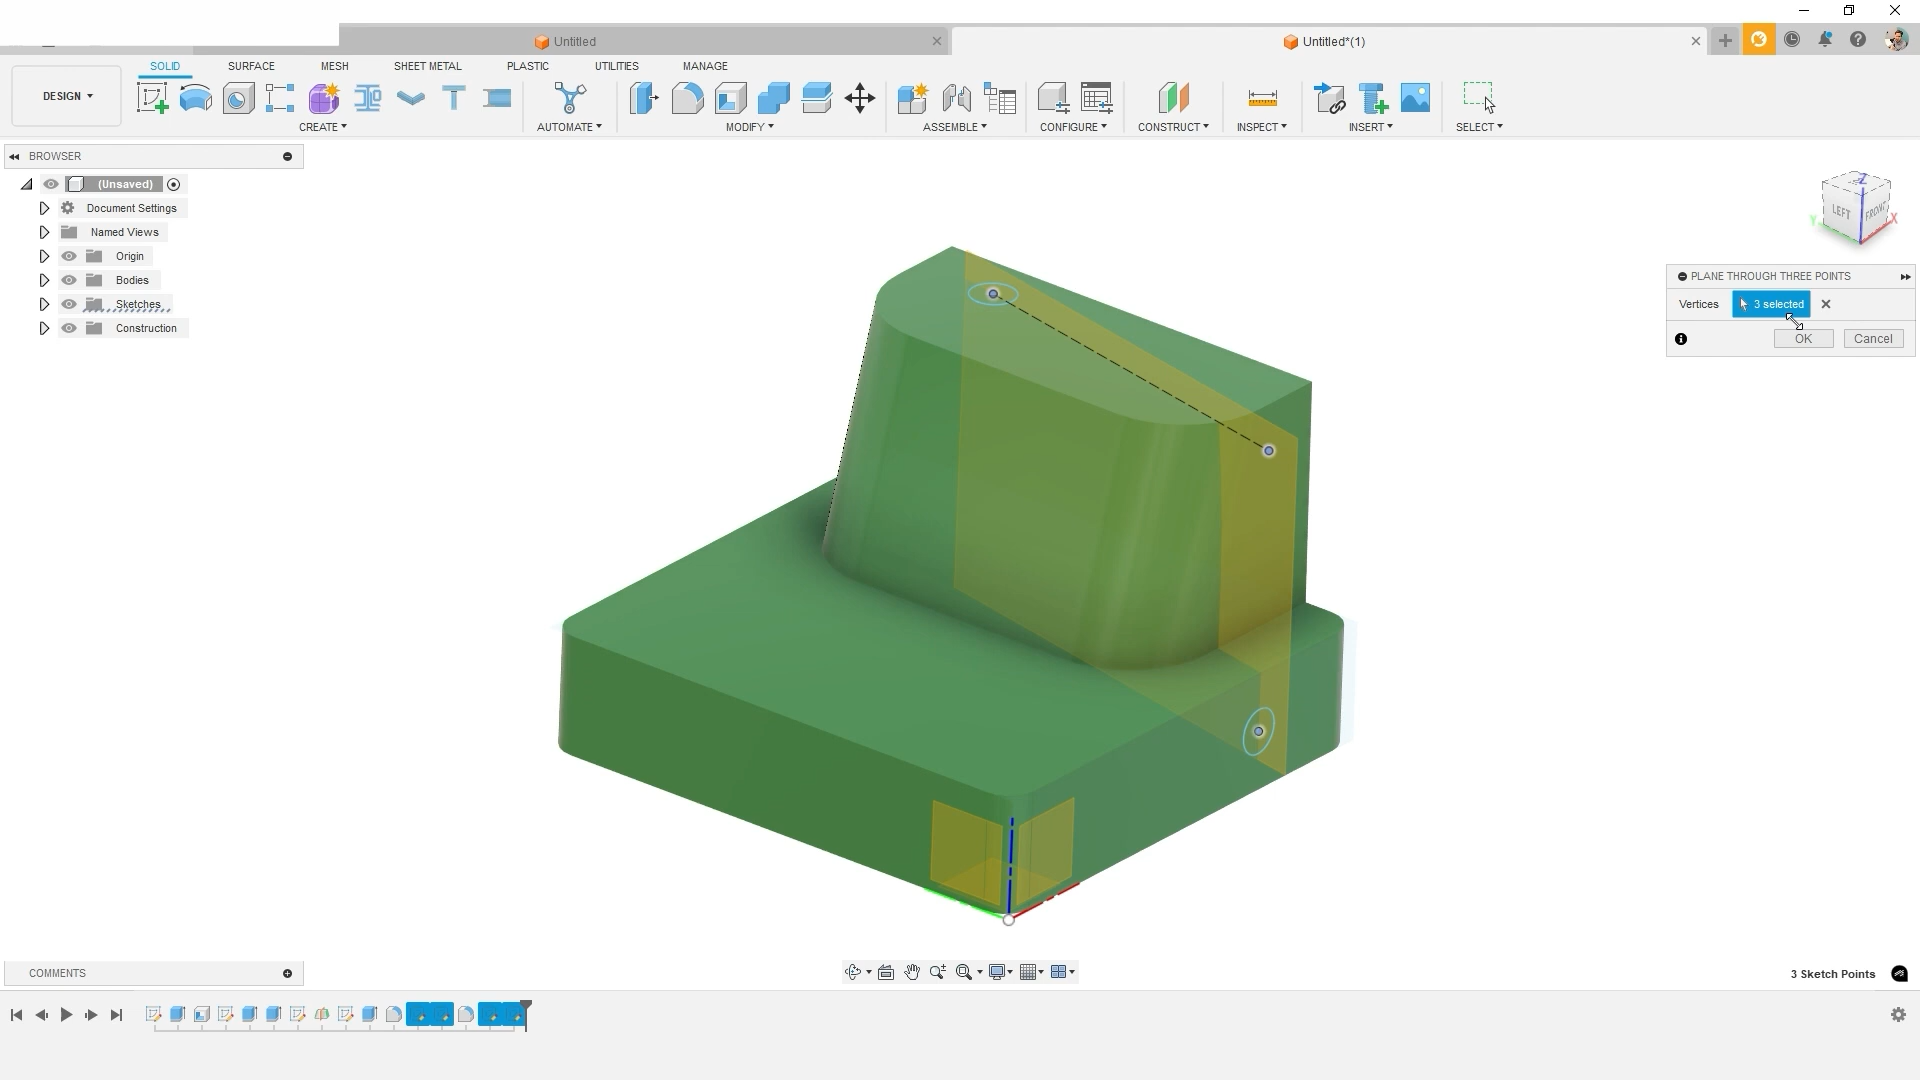 Untitled
Untitled*(1)
SOLID
SURFACE
MESH
SHEET METAL
PLASTIC
UTILITIES
MANAGE
DESIGN
CREATE
AUTOMATE
MODIFY
ASSEMBLE
CONFIGURE
CONSTRUCT
INSPECT
INSERT
SELECT
BROWSER
(Unsaved)
Document Settings
Named Views
Origin
Bodies
Sketches
Construction
Z
LEFT
FRONT
Y
X
PLANE THROUGH THREE POINTS
Vertices
3 selected
OK
Cancel
COMMENTS
3 Sketch Points